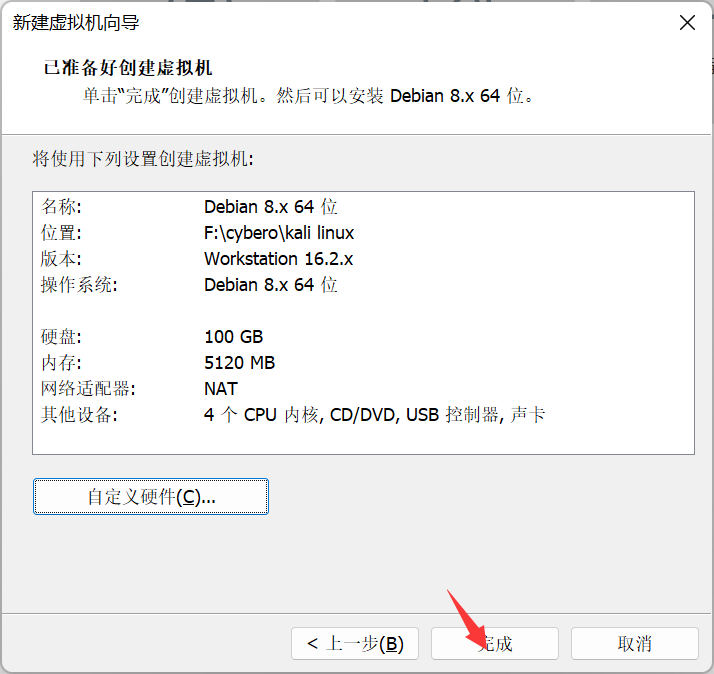 新建虚拟机向导
已准备好创建虚拟机
单击“完成”创建虚拟机。然后可以安装 Debian 8.x 64 位。
将使用下列设置创建虚拟机:
名称: Debian 8.x 64 位
位置: F:\cybero\kali linux
版本: Workstation 16.2.x
操作系统: Debian 8.x 64 位
硬盘: 100 GB
内存: 5120 MB
网络适配器: NAT
其他设备: 4 个 CPU 内核, CD/DVD, USB 控制器, 声卡
自定义硬件(C)...
< 上一步(B) 完成 取消